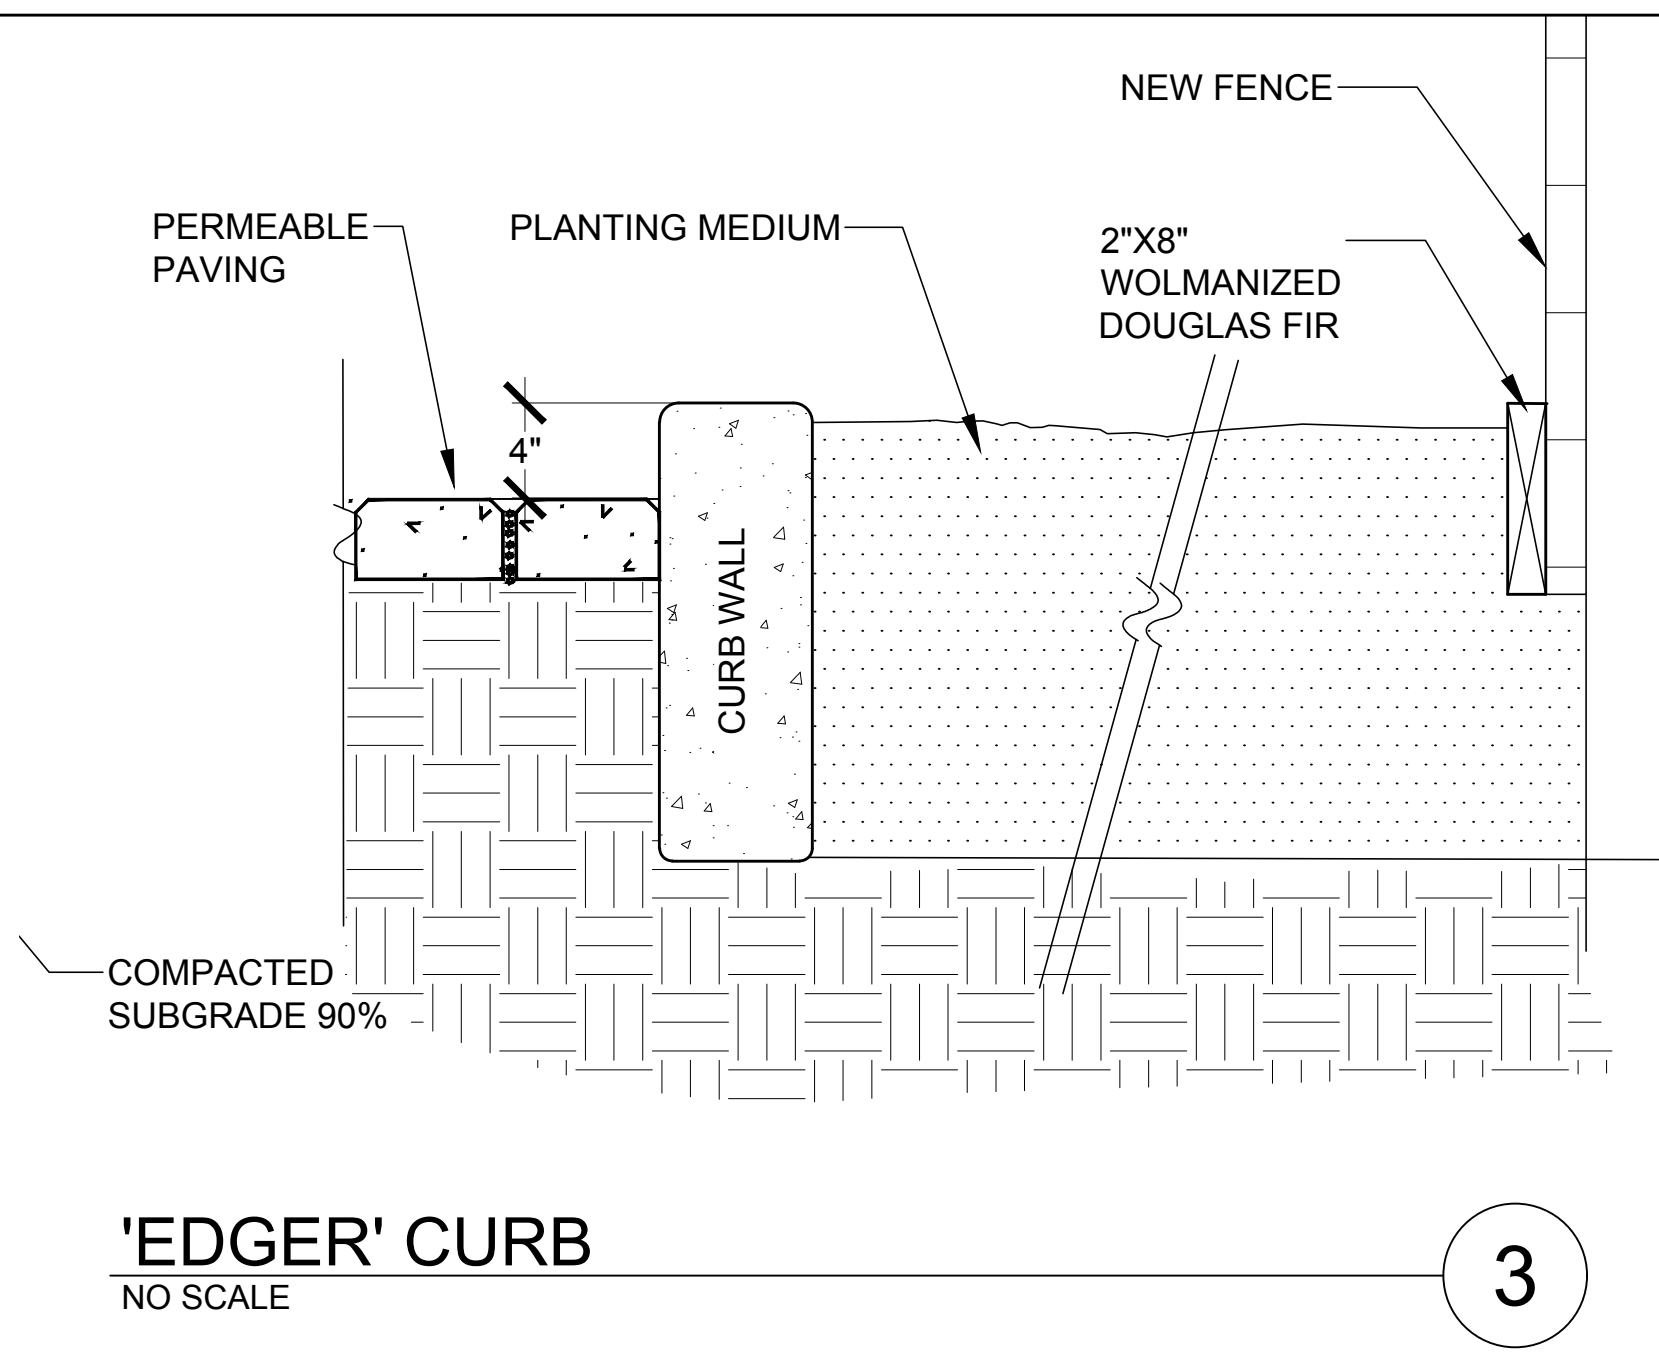 NEW FENCE
PERMEABLE
PAVING
PLANTING MEDIUM
2"X8"
WOLMANIZED
DOUGLAS FIR
4"
CURB WALL
COMPACTED
SUBGRADE 90%
'EDGER' CURB
NO SCALE
3